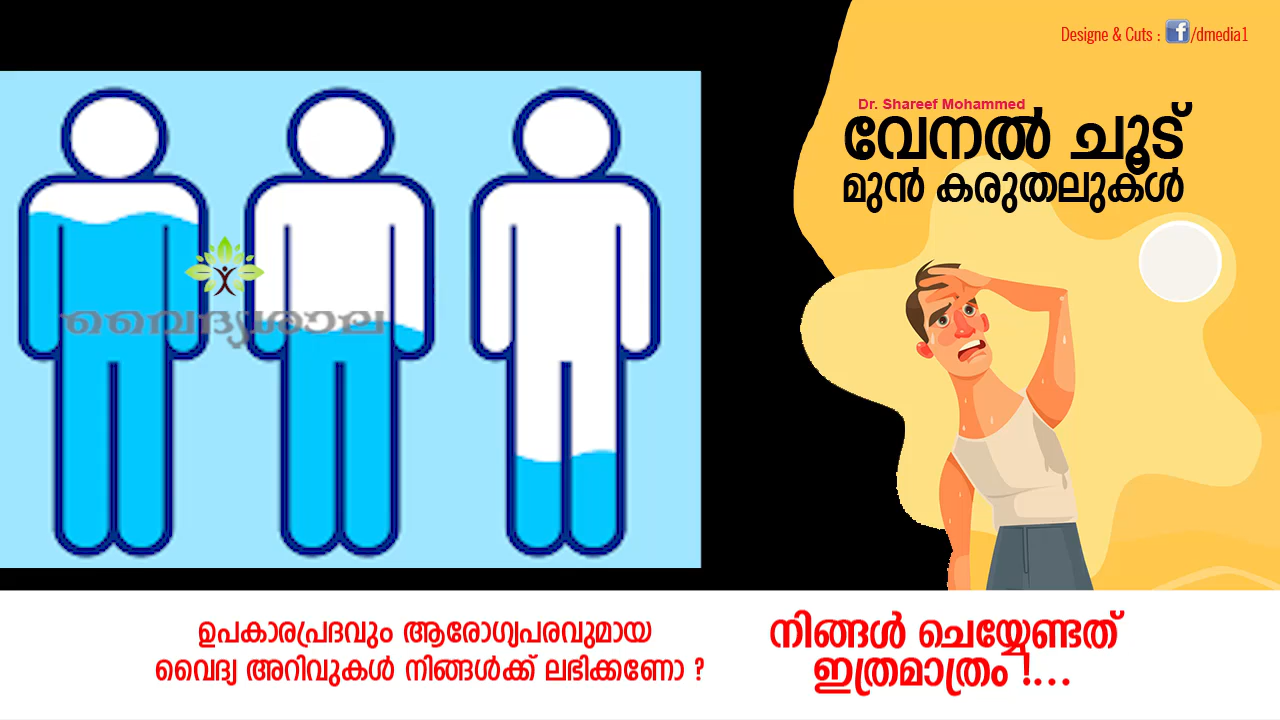 Designe & Cuts : f/dmedia1
Dr. Shareef Mohammed
വേനൽ ചൂട്
മുൻ കരുതലുകൾ
വൈദ്യശാല
ഉപകാരപ്രദവും ആരോഗ്യപരവുമായ
വൈദ്യ അറിവുകൾ നിങ്ങൾക്ക് ലഭിക്കണോ ?
നിങ്ങൾ ചെയ്യേണ്ടത്
ഇത്രമാത്രം !...